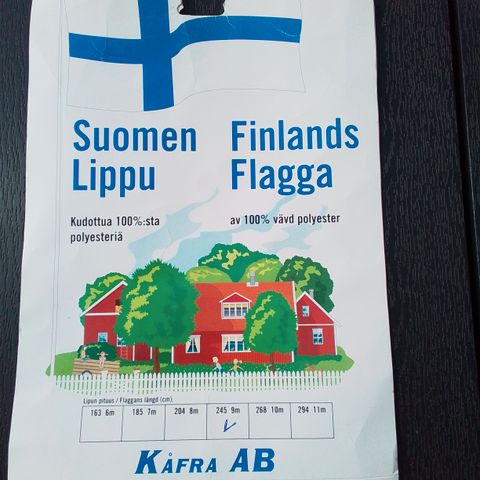 Suomen Lippu
Finlands Flagga
Kudottua 100%:sta
polyesteriä
av 100% vävd polyester
Lipun pituus / Flaggans längd (cm).
163 6m 185 7m 204 8m 245 9m 268 10m 294 11m
KÅFRA AB